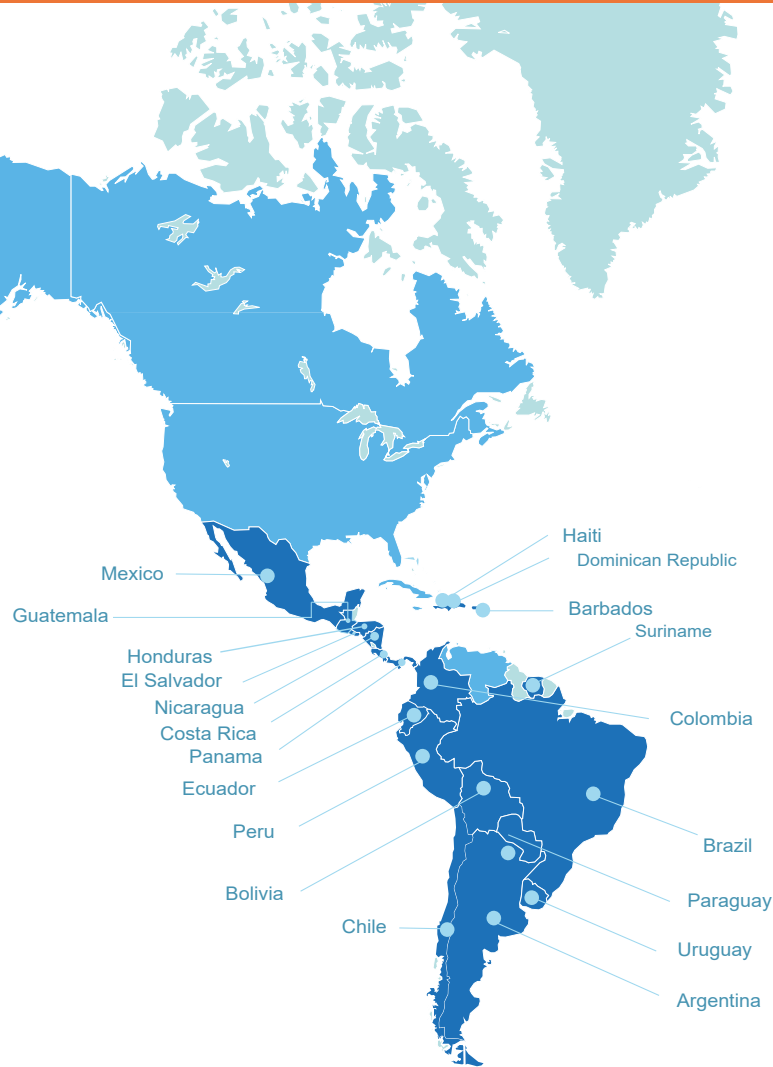 Haiti
Dominican Republic
Mexico
Barbados
Guatemala
Suriname
Honduras
El Salvador
Nicaragua
Colombia
Costa Rica
Panama
Ecuador
Peru
Brazil
Bolivia
Paraguay
Chile
Uruguay
Argentina